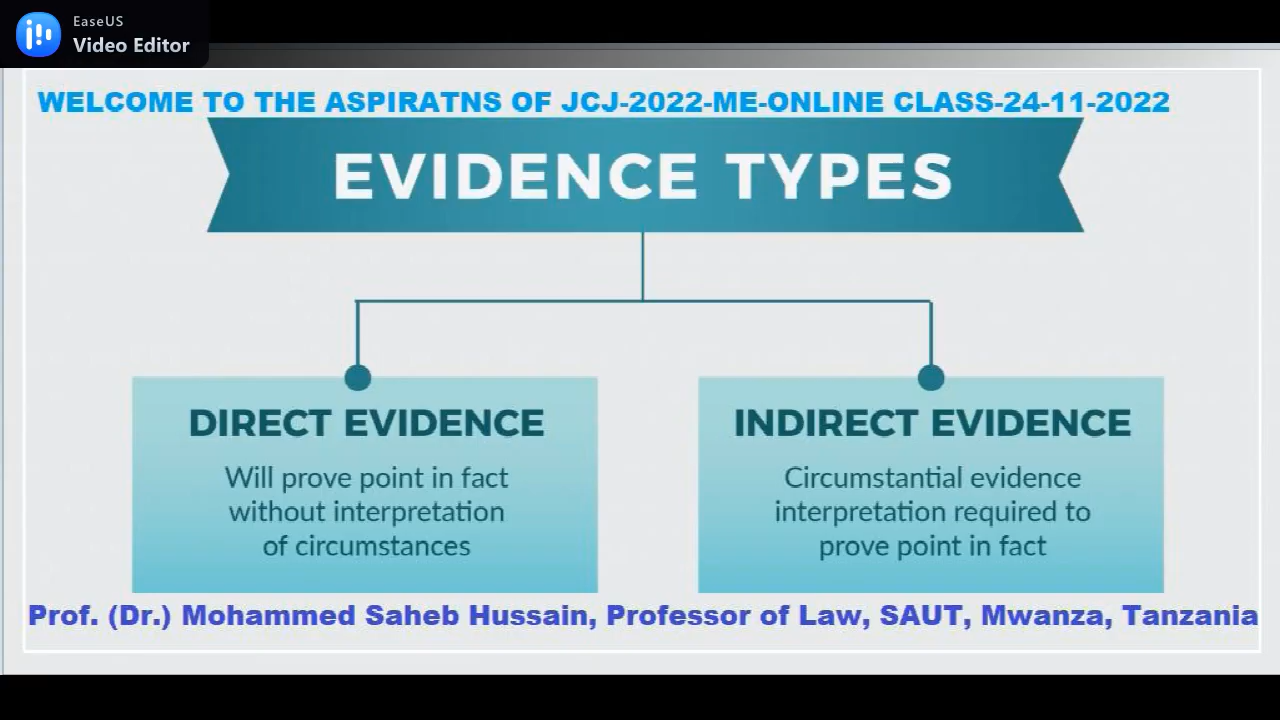 EaseUS
Video Editor
WELCOME TO THE ASPIRATNS OF JCJ-2022-ME-ONLINE CLASS-24-11-2022
EVIDENCE TYPES
DIRECT EVIDENCE
Will prove point in fact
without interpretation
of circumstances
INDIRECT EVIDENCE
Circumstantial evidence
interpretation required to
prove point in fact
Prof. (Dr.) Mohammed Saheb Hussain, Professor of Law, SAUT, Mwanza, Tanzania